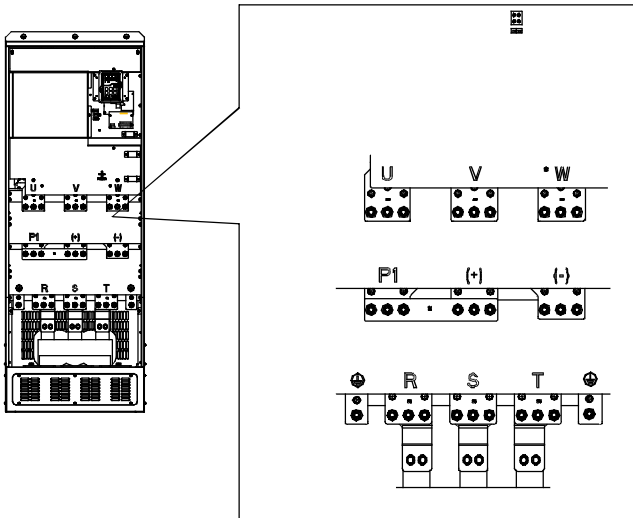 U V W
P1 (+) (-)
R S T
U V W
P1 (+) (-)
R S T